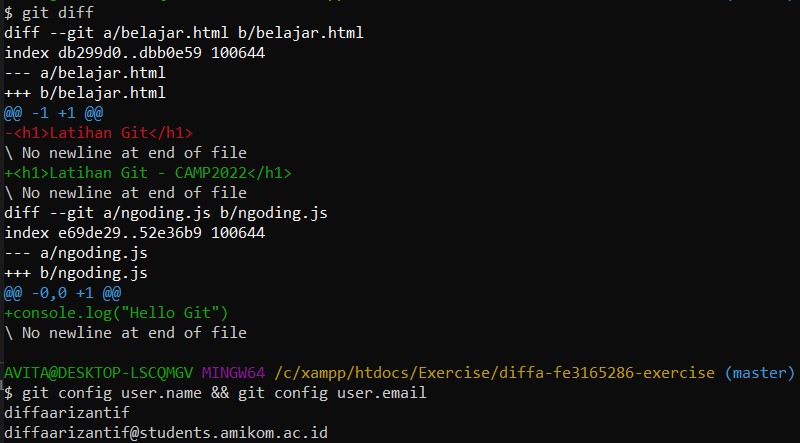 $ git diff
diff --git a/belajar.html b/belajar.html
index db299d0..dbb0e59 100644
--- a/belajar.html
+++ b/belajar.html
@@ -1 +1 @@
-<h1>Latihan Git</h1>
\ No newline at end of file
+<h1>Latihan Git - CAMP2022</h1>
\ No newline at end of file
diff --git a/ngoding.js b/ngoding.js
index e69de29..52e36b9 100644
--- a/ngoding.js
+++ b/ngoding.js
@@ -0,0 +1 @@
+console.log("Hello Git")
\ No newline at end of file
AVITA@DESKTOP-LSCQMGV MINGW64 /c/xampp/htdocs/Exercise/diffa-fe3165286-exercise (master)
$ git config user.name && git config user.email
diffaarizantif
diffaarizantif@students.amikom.ac.id